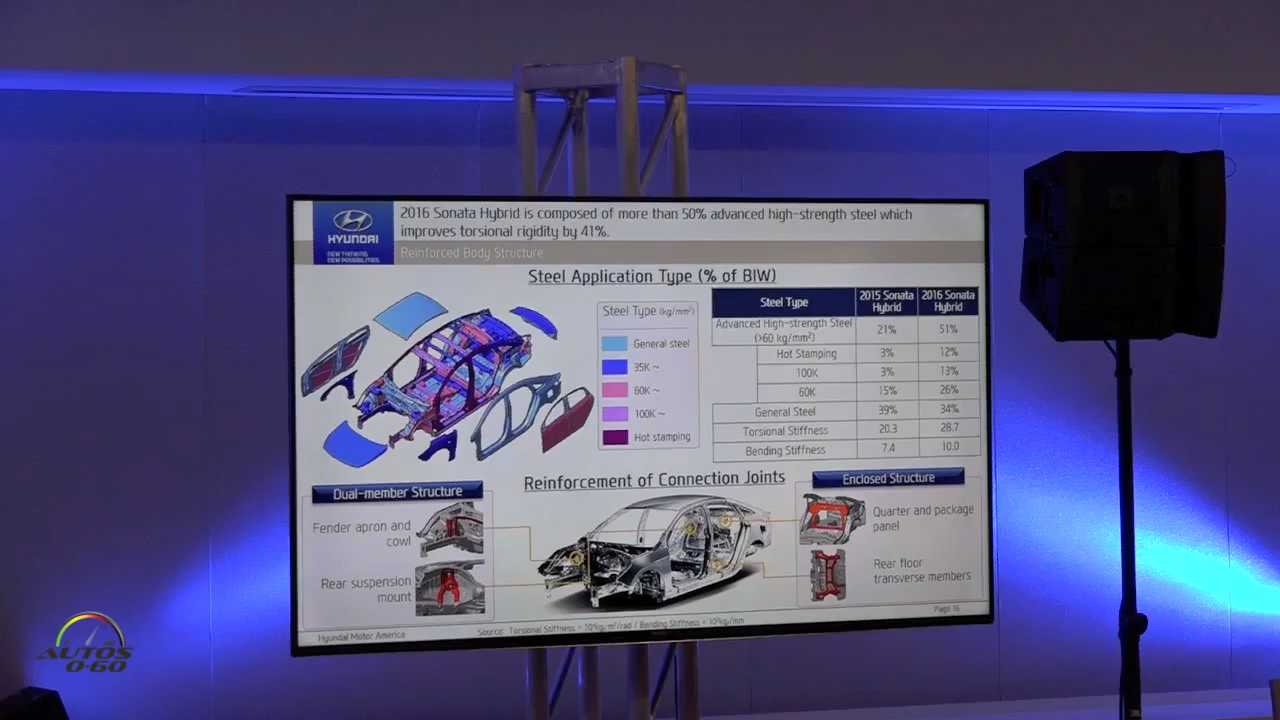 2016 Sonata Hybrid is composed of more than 50% advanced high-strength steel which
improves torsional rigidity by 41%.
HYUNDAI
NEW THINKING.
NEW POSSIBILITIES.
Reinforced Body Structure
Steel Application Type (% of BIW)
Steel Type (kg/mm²)
General steel
35K ~
60K ~
100K ~
Hot stamping
Steel Type 2015 Sonata Hybrid 2016 Sonata Hybrid
Advanced High-strength Steel (>60 kg/mm²) 21% 51%
Hot Stamping 3% 12%
100K 3% 13%
60K 15% 26%
General Steel 39% 34%
Torsional Stiffness 20.3 28.7
Bending Stiffness 7.4 10.0
Reinforcement of Connection Joints
Dual-member Structure
Fender apron and
cowl
Rear suspension
mount
Enclosed Structure
Quarter and package
panel
Rear floor
transverse members
Page 16
Hyundai Motor America
Source: Torsional Stiffness = / Bending Stiffness =
AUTOS
0-60